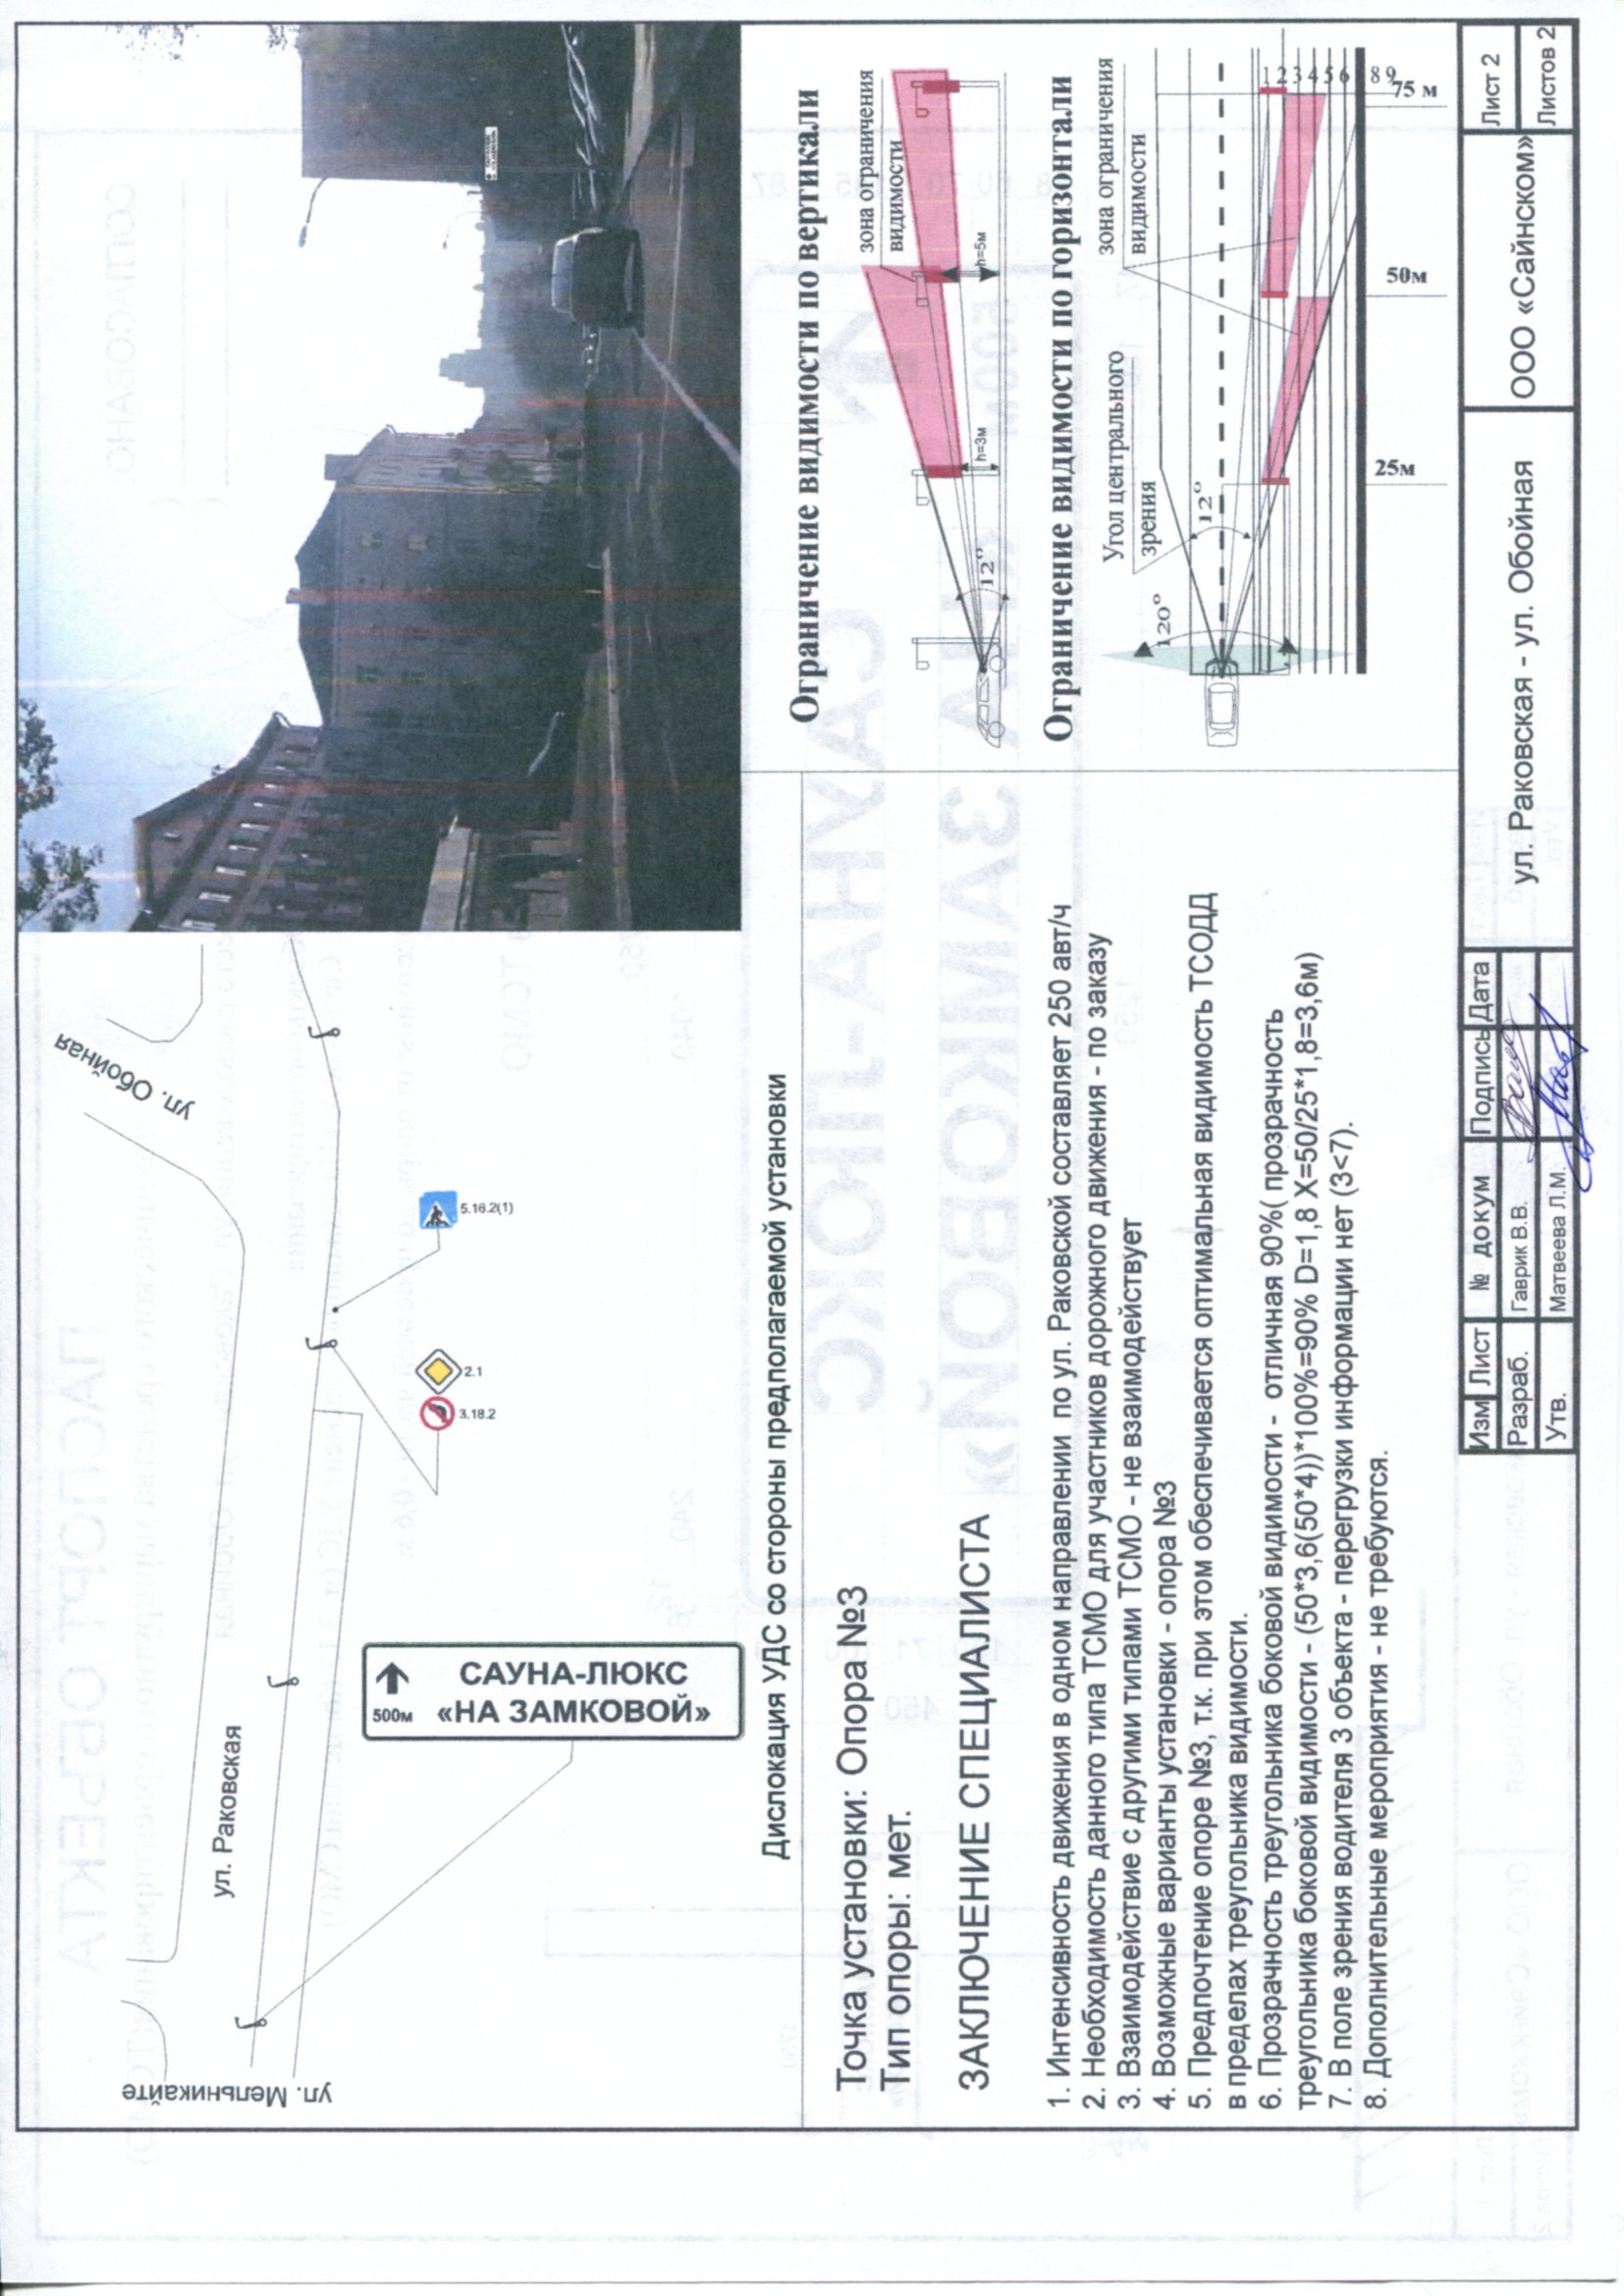 ул. Обойная
ул. Раковская
ул. Мельникайте
5.16.2(1)
2.1
3.18.2
500м
САУНА-ЛЮКС
«НА ЗАМКОВОЙ»
Дислокация УДС со стороны предполагаемой установки
Точка установки: Опора№3
Тип опоры: мет.
ЗАКЛЮЧЕНИЕ СПЕЦИАЛИСТА
1. Интенсивность движения в одном направлении по ул. Раковской составляет 250 авт/ч
2. Необходимость данного типа ТСМО для участников дорожного движения - по заказу
3. Взаимодействие с другими типами ТСМО - не взаимодействует
4. Возможные варианты установки - опора №3
5. Предпочтение опоре №3, т.к. при этом обеспечивается оптимальная видимость ТСОДД
в пределах треугольника видимости.
6. Прозрачность треугольника боковой видимости - отличная 90%( прозрачность
треугольника боковой видимости - (50*3,6(50*4))*100%=90% D=1,8 X=50/25*1,8=3,6м)
7. В поле зрения водителя 3 объекта - перегрузки информации нет (3<7).
8. Дополнительные мероприятия - не требуются.
Ограничение видимости по вертикали
зона ограничения
видимости
h=3м
h=5м
12°
Ограничение видимости по горизонтали
Угол центрального
зрения
зона ограничения
видимости
120°
12°
1 2 3 4 5 6 8 9
25м
50м
75 м
Изм Лист № докум Подпись Дата
Разраб. Гаврик В.В.
Утв. Матвеева Л.М.
ул. Раковская - ул. Обойная
ООО «Сайнском»
Лист 2
Листов 2
ПАСПОРТ ОБЪЕКТА
СОГЛАСОВАНО
САУНА-ЛЮКС
«НА ЗАМКОВОЙ»
500м